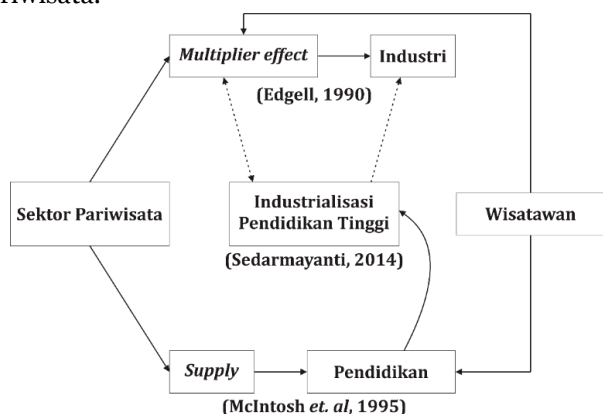 Multiplier effect
Industri
(Edgell, 1990)
Sektor Pariwisata
Industrialisasi
Pendidikan Tinggi
(Sedarmayanti, 2014)
Wisatawan
Supply
Pendidikan
(McIntosh et. al, 1995)